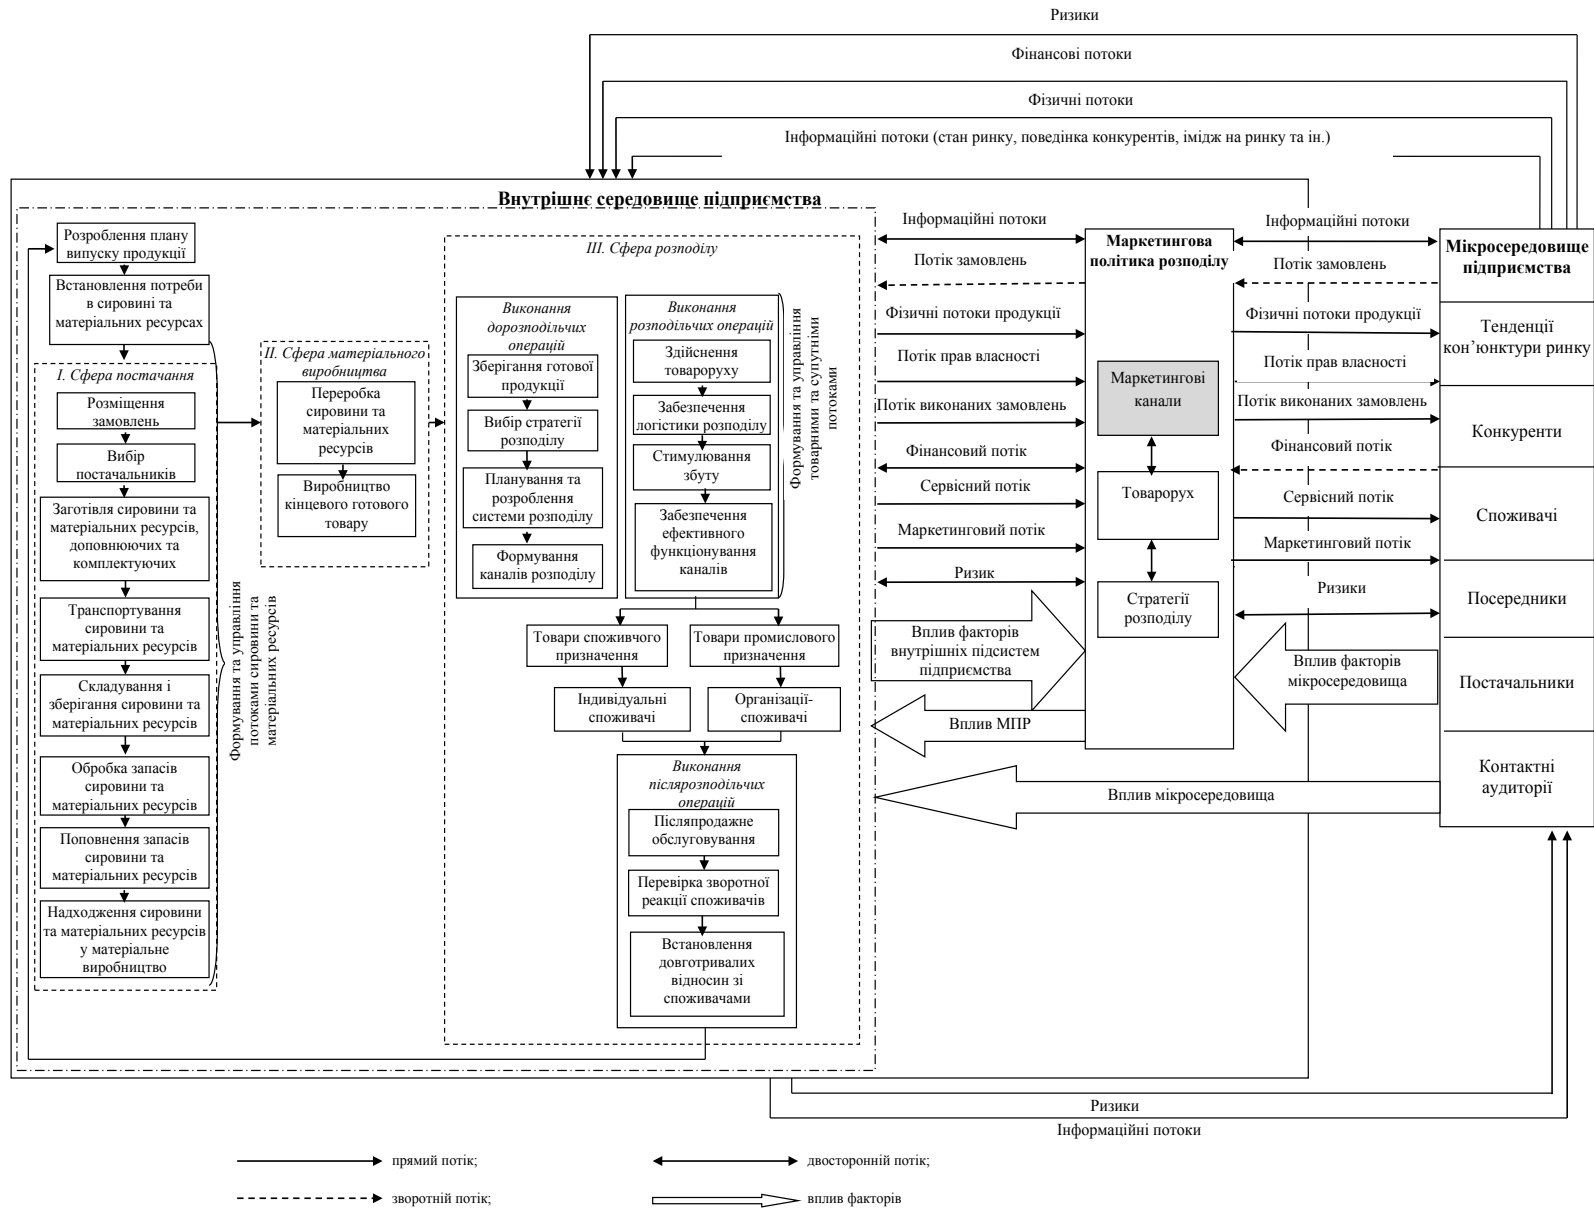 Ризики
Фінансові потоки
Фізичні потоки
Інформаційні потоки (стан ринку, поведінка конкурентів, імідж на ринку та ін.)
Внутрішнє середовище підприємства
Розроблення плану
випуску продукції
Встановлення потреби
в сировині та
матеріальних ресурсах
I. Сфера постачання
Розміщення
замовлень
Вибір
постачальників
Заготівля сировини та
матеріальних ресурсів,
доповнюючих та
комплектуючих
Транспортування
сировини та
матеріальних ресурсів
Складування і
зберігання сировини та
матеріальних ресурсів
Обробка запасів
сировини та
матеріальних ресурсів
Поповнення запасів
сировини та
матеріальних ресурсів
Надходження сировини
та матеріальних ресурсів
у матеріальне
виробництво
Формування та управління
потоками сировини та
матеріальних ресурсів
II. Сфера матеріального
виробництва
Переробка
сировини та
матеріальних
ресурсів
Виробництво
кінцевого готового
товару
III. Сфера розподілу
Виконання
дорозподільчих
операцій
Зберігання готової
продукції
Вибір стратегії
розподілу
Планування та
розроблення
системи розподілу
Формування
каналів розподілу
Виконання
розподільчих операцій
Здійснення
товароруху
Забезпечення
логістики розподілу
Стимулювання
збуту
Забезпечення
ефективного
функціонування
каналів
Формування та управління
товарними та супутніми
потоками
Товари споживчого
призначення
Товари промислового
призначення
Індивідуальні
споживачі
Організації-
споживачі
Виконання
післярозподільчих
операцій
Післяпродажне
обслуговування
Перевірка зворотної
реакції споживачів
Встановлення
довготривалих
відносин зі
споживачами
Інформаційні потоки
Потік замовлень
Фізичні потоки продукції
Потік прав власності
Потік виконаних замовлень
Фінансовий потік
Сервісний потік
Маркетинговий потік
Ризик
Вплив факторів
внутрішніх підсистем
підприємства
Вплив МПР
Вплив мікросередовища
Маркетингова
політика розподілу
Маркетингові
канали
Товарорух
Стратегії
розподілу
Інформаційні потоки
Потік замовлень
Фізичні потоки продукції
Потік прав власності
Потік виконаних замовлень
Фінансовий потік
Сервісний потік
Маркетинговий потік
Ризики
Вплив факторів
мікросередовища
Мікросередовище
підприємства
Тенденції
кон’юнктури ринку
Конкуренти
Споживачі
Посередники
Постачальники
Контактні
аудиторії
Ризики
Інформаційні потоки
прямий потік;
двосторонній потік;
зворотній потік;
вплив факторів